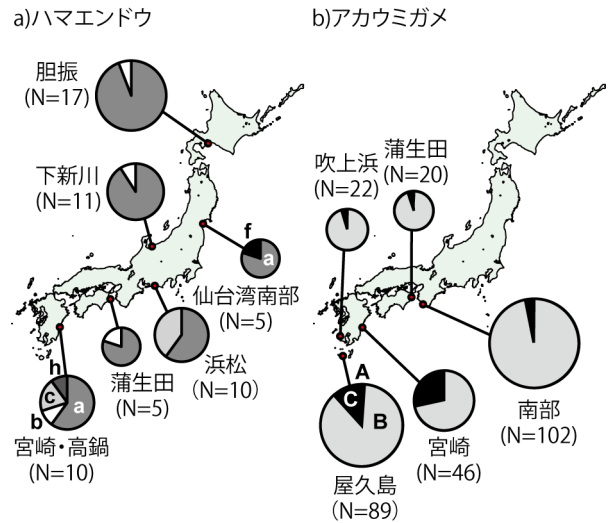 a)ハマエンドウ
胆振
(N=17)
下新川
(N=11)
f
a
仙台湾南部
(N=5)
浜松
(N=10)
蒲生田
(N=5)
h
c
b
a
宮崎・高鍋
(N=10)
b)アカウミガメ
吹上浜
(N=22)
蒲生田
(N=20)
A
C
B
屋久島
(N=89)
宮崎
(N=46)
南部
(N=102)